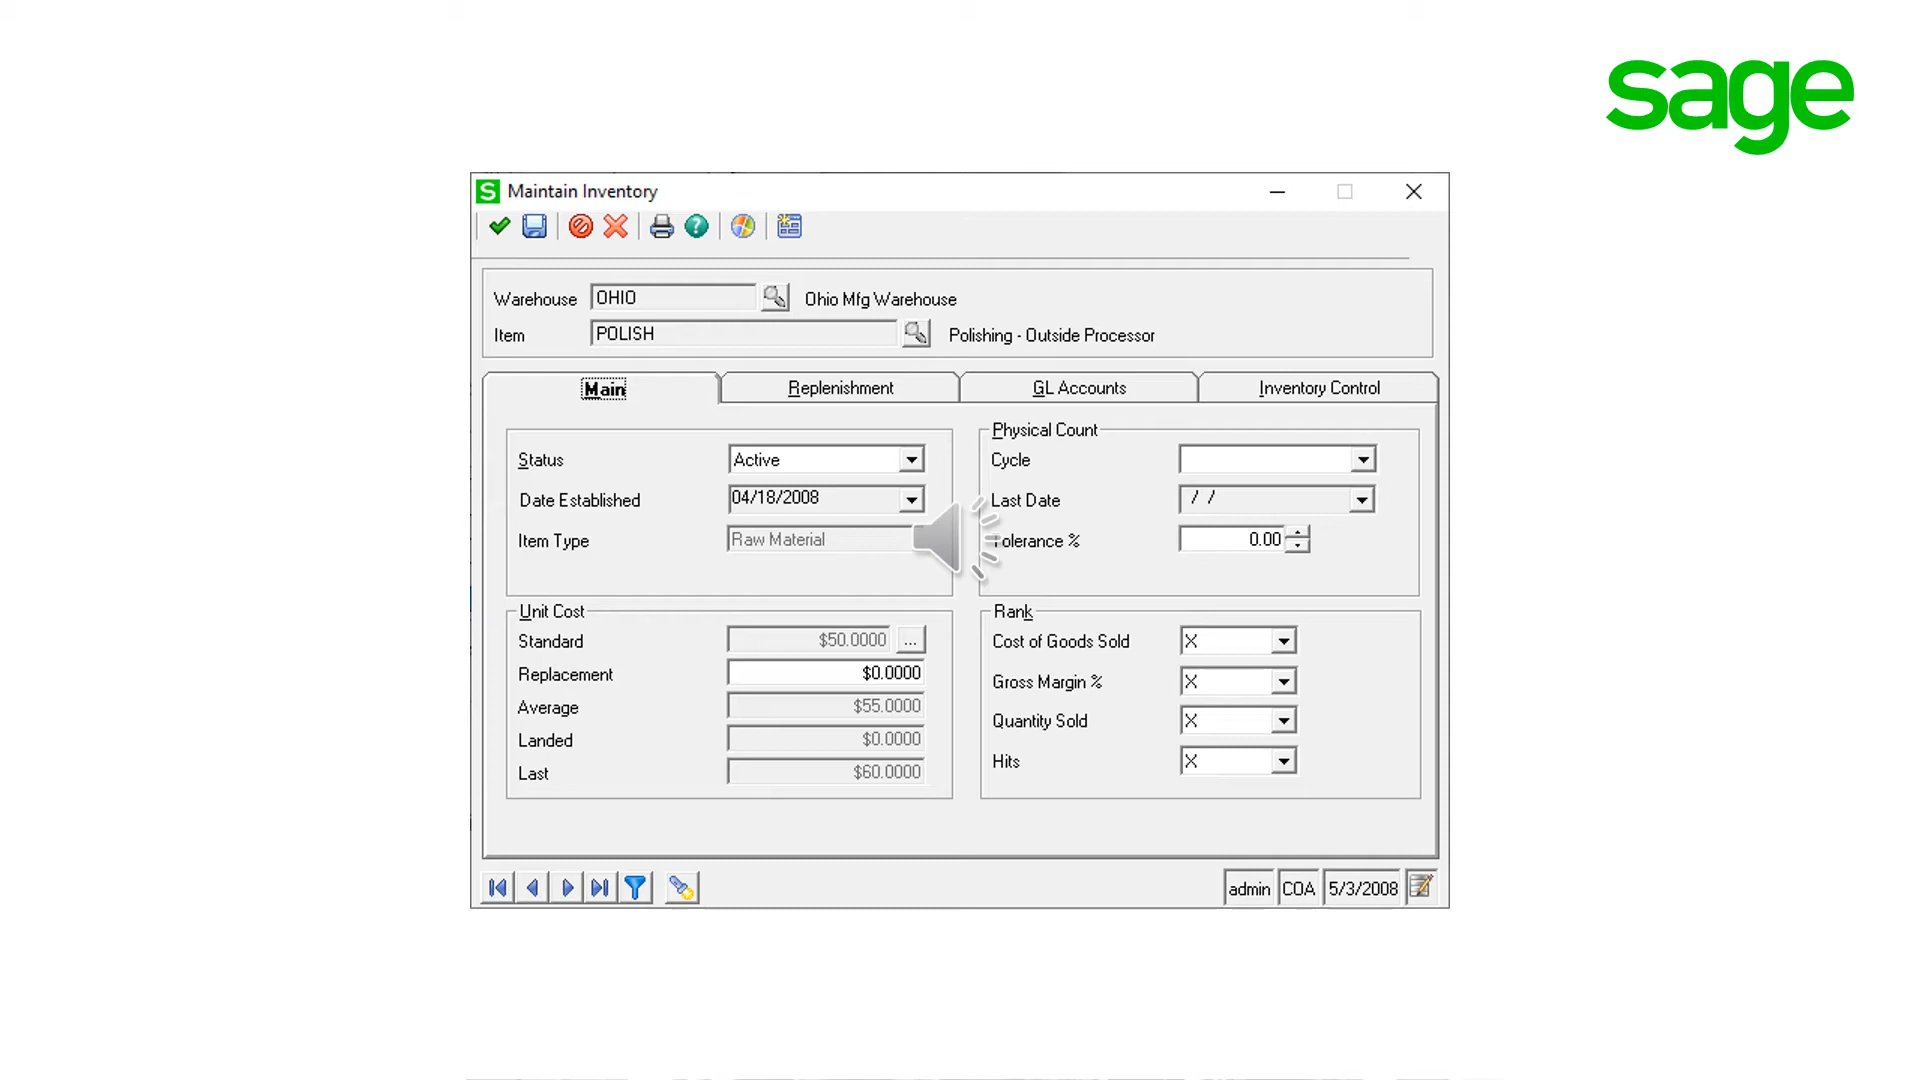 sage
Maintain Inventory
Warehouse OHIO Ohio Mfg Warehouse
Item POLISH Polishing - Outside Processor
Main Replenishment GL Accounts Inventory Control
Status Active
Date Established 04/18/2008
Item Type Raw Material
Physical Count
Cycle
Last Date / /
Tolerance % 0.00
Unit Cost
Standard $50.0000 ...
Replacement $0.0000
Average $55.0000
Landed $0.0000
Last $60.0000
Rank
Cost of Goods Sold X
Gross Margin % X
Quantity Sold X
Hits X
admin COA 5/3/2008